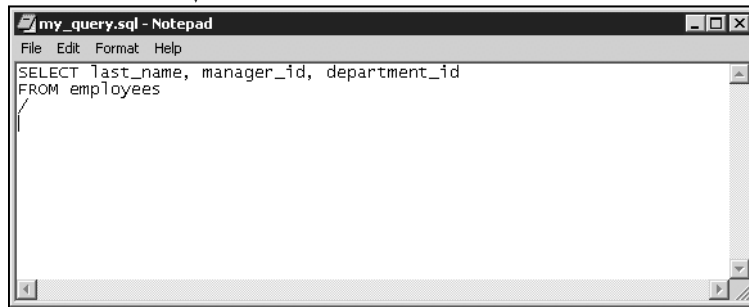 my_query.sql - Notepad
File Edit Format Help
SELECT last_name, manager_id, department_id
FROM employees
/